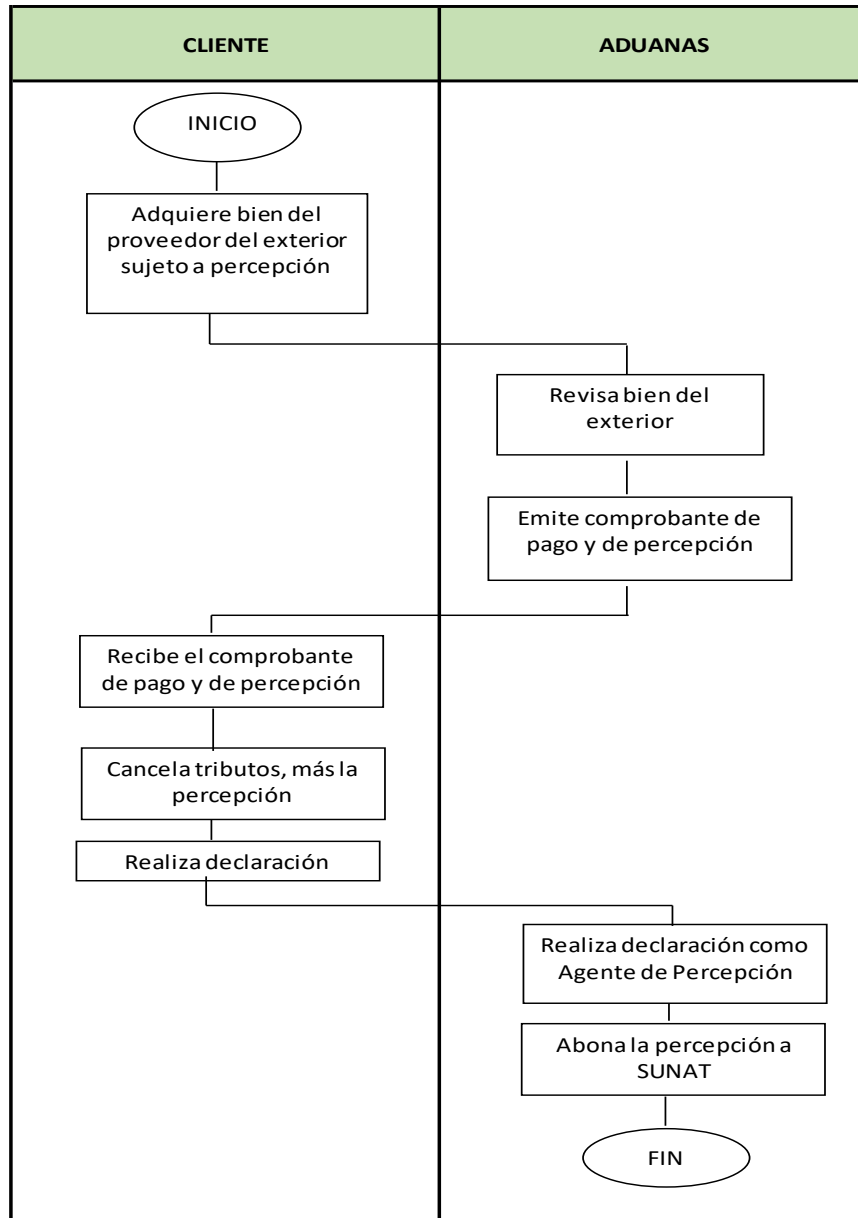 CLIENTE
ADUANAS
INICIO
Adquiere bien del
proveedor del exterior
sujeto a percepción
Revisa bien del
exterior
Emite comprobante de
pago y de percepción
Recibe el comprobante
de pago y de percepción
Cancela tributos, más la
percepción
Realiza declaración
Realiza declaración como
Agente de Percepción
Abona la percepción a
SUNAT
FIN